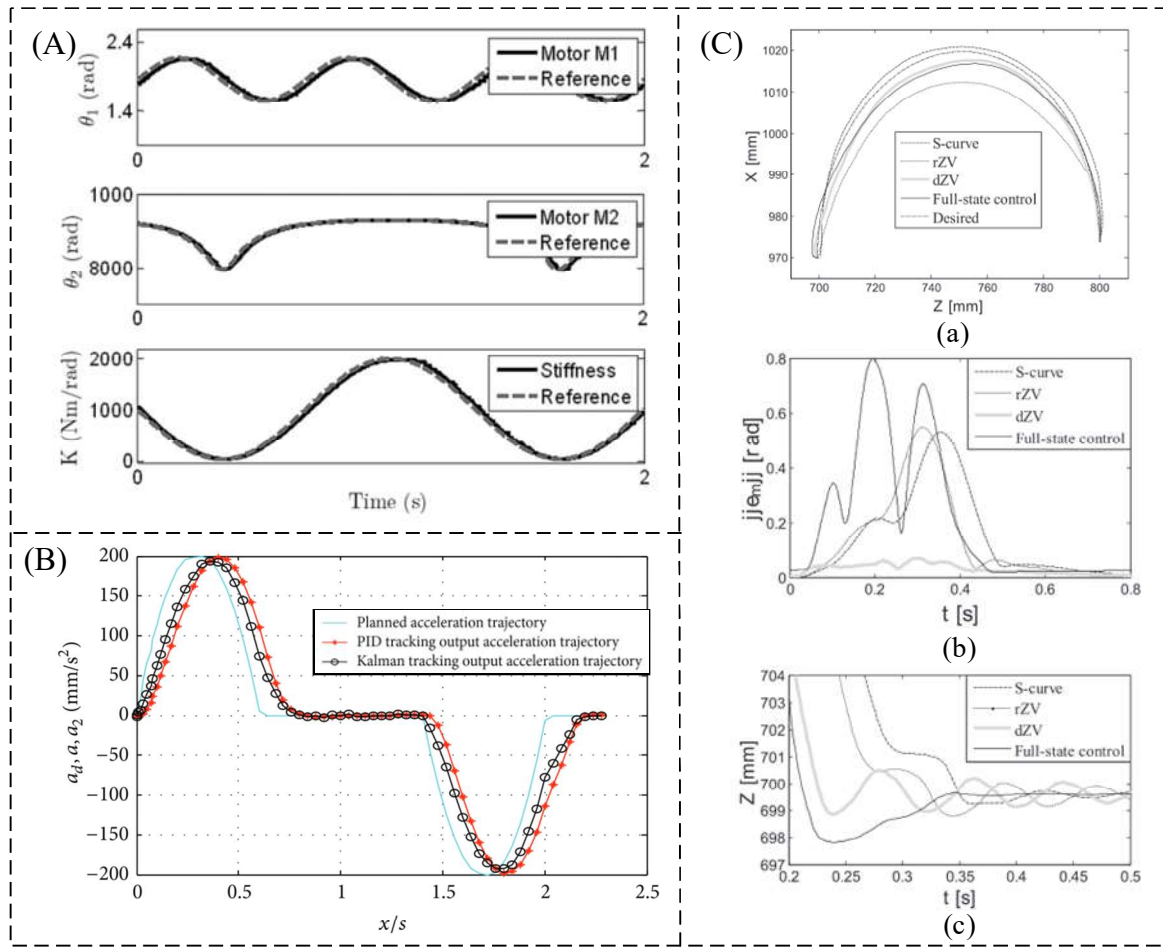 (A)
2.4
1.4
θ1 (rad)
Motor M1
Reference
0
2
1000
8000
θ2 (rad)
Motor M2
Reference
0
2
2000
1000
0
K (Nm/rad)
Stiffness
Reference
0
2
Time (s)
(B)
200
150
100
50
0
−50
−100
−150
−200
ad, a, a2 (mm/s²)
Planned acceleration trajectory
PID tracking output acceleration trajectory
Kalman tracking output acceleration trajectory
0
0.5
1
1.5
2
2.5
x/s
(C)
1020
1010
1000
990
980
970
X [mm]
S-curve
rZV
dZV
Full-state control
Desired
700
720
740
760
780
800
Z [mm]
(a)
0.8
0.6
0.4
0.2
0
jjemjj [rad]
S-curve
rZV
dZV
Full-state control
0
0.2
0.4
0.6
0.8
t [s]
(b)
704
703
702
701
700
699
698
697
Z [mm]
S-curve
rZV
dZV
Full-state control
0.2
0.25
0.3
0.35
0.4
0.45
0.5
t [s]
(c)